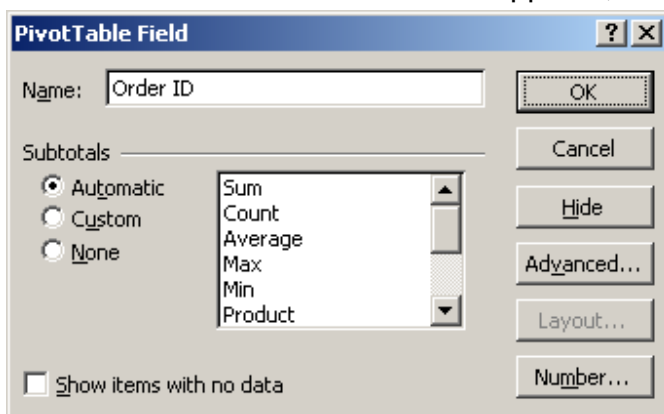 PivotTable Field
Name: Order ID
OK
Subtotals
Cancel
Automatic
Custom
None
Sum
Count
Average
Max
Min
Product
Hide
Advanced...
Layout...
Show items with no data
Number...